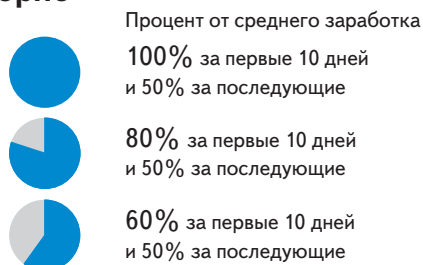 Процент от среднего заработка
100% за первые 10 дней
и 50% за последующие
80% за первые 10 дней
и 50% за последующие
60% за первые 10 дней
и 50% за последующие